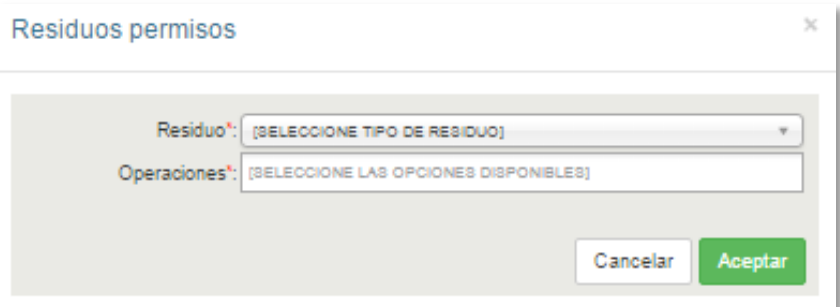 Residuos permisos ×
Residuo*: [SELECCIONE TIPO DE RESIDUO]
Operaciones*: [SELECCIONE LAS OPCIONES DISPONIBLES]
Cancelar Aceptar